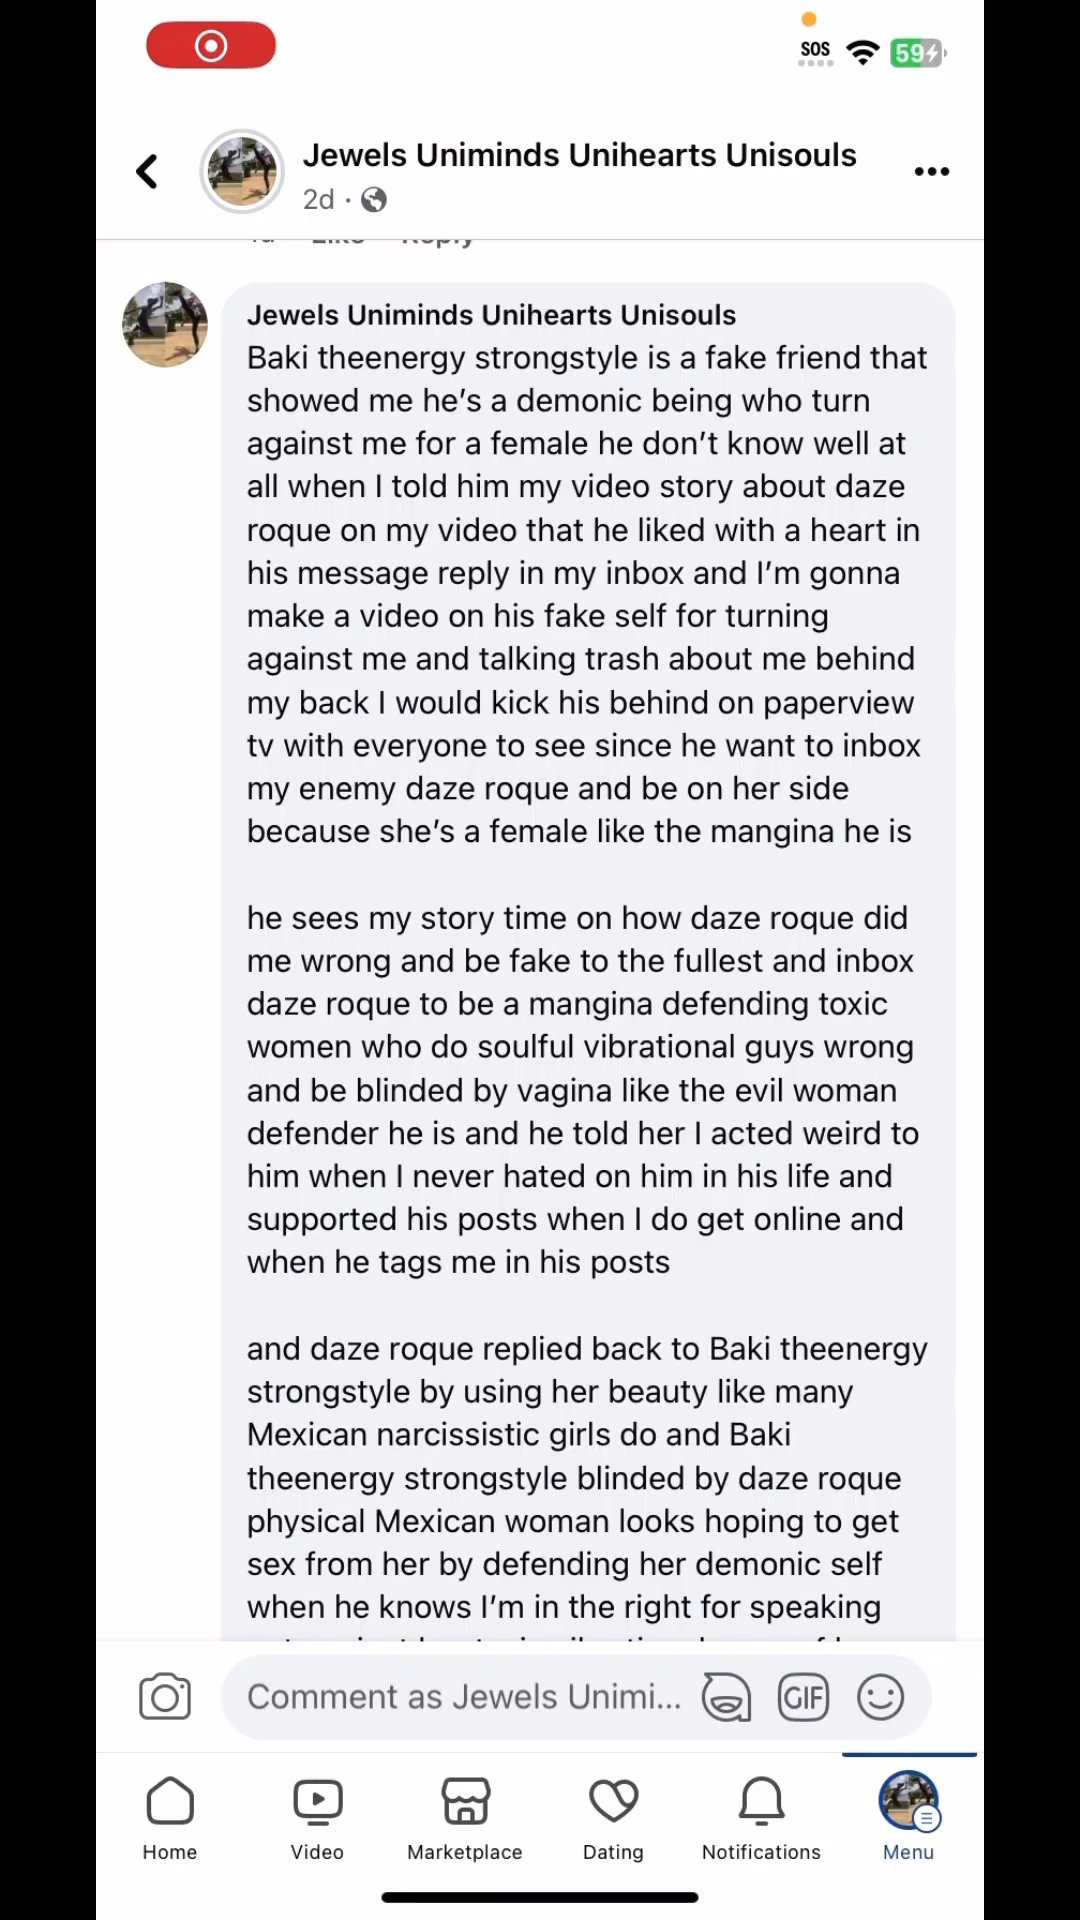 SOS
59
Jewels Uniminds Unihearts Unisouls
2d ·
Jewels Uniminds Unihearts Unisouls
Baki theenergy strongstyle is a fake friend that
showed me he's a demonic being who turn
against me for a female he don't know well at
all when I told him my video story about daze
roque on my video that he liked with a heart in
his message reply in my inbox and I'm gonna
make a video on his fake self for turning
against me and talking trash about me behind
my back I would kick his behind on paperview
tv with everyone to see since he want to inbox
my enemy daze roque and be on her side
because she's a female like the mangina he is
he sees my story time on how daze roque did
me wrong and be fake to the fullest and inbox
daze roque to be a mangina defending toxic
women who do soulful vibrational guys wrong
and be blinded by vagina like the evil woman
defender he is and he told her I acted weird to
him when I never hated on him in his life and
supported his posts when I do get online and
when he tags me in his posts
and daze roque replied back to Baki theenergy
strongstyle by using her beauty like many
Mexican narcissistic girls do and Baki
theenergy strongstyle blinded by daze roque
physical Mexican woman looks hoping to get
sex from her by defending her demonic self
when he knows I'm in the right for speaking
Comment as Jewels Unimi...
GIF
Home
Video
Marketplace
Dating
Notifications
Menu